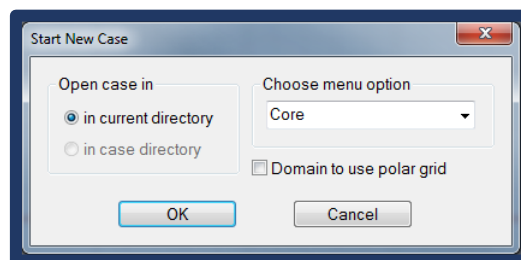 Start New Case
Open case in
in current directory
in case directory
Choose menu option
Core
Domain to use polar grid
OK
Cancel